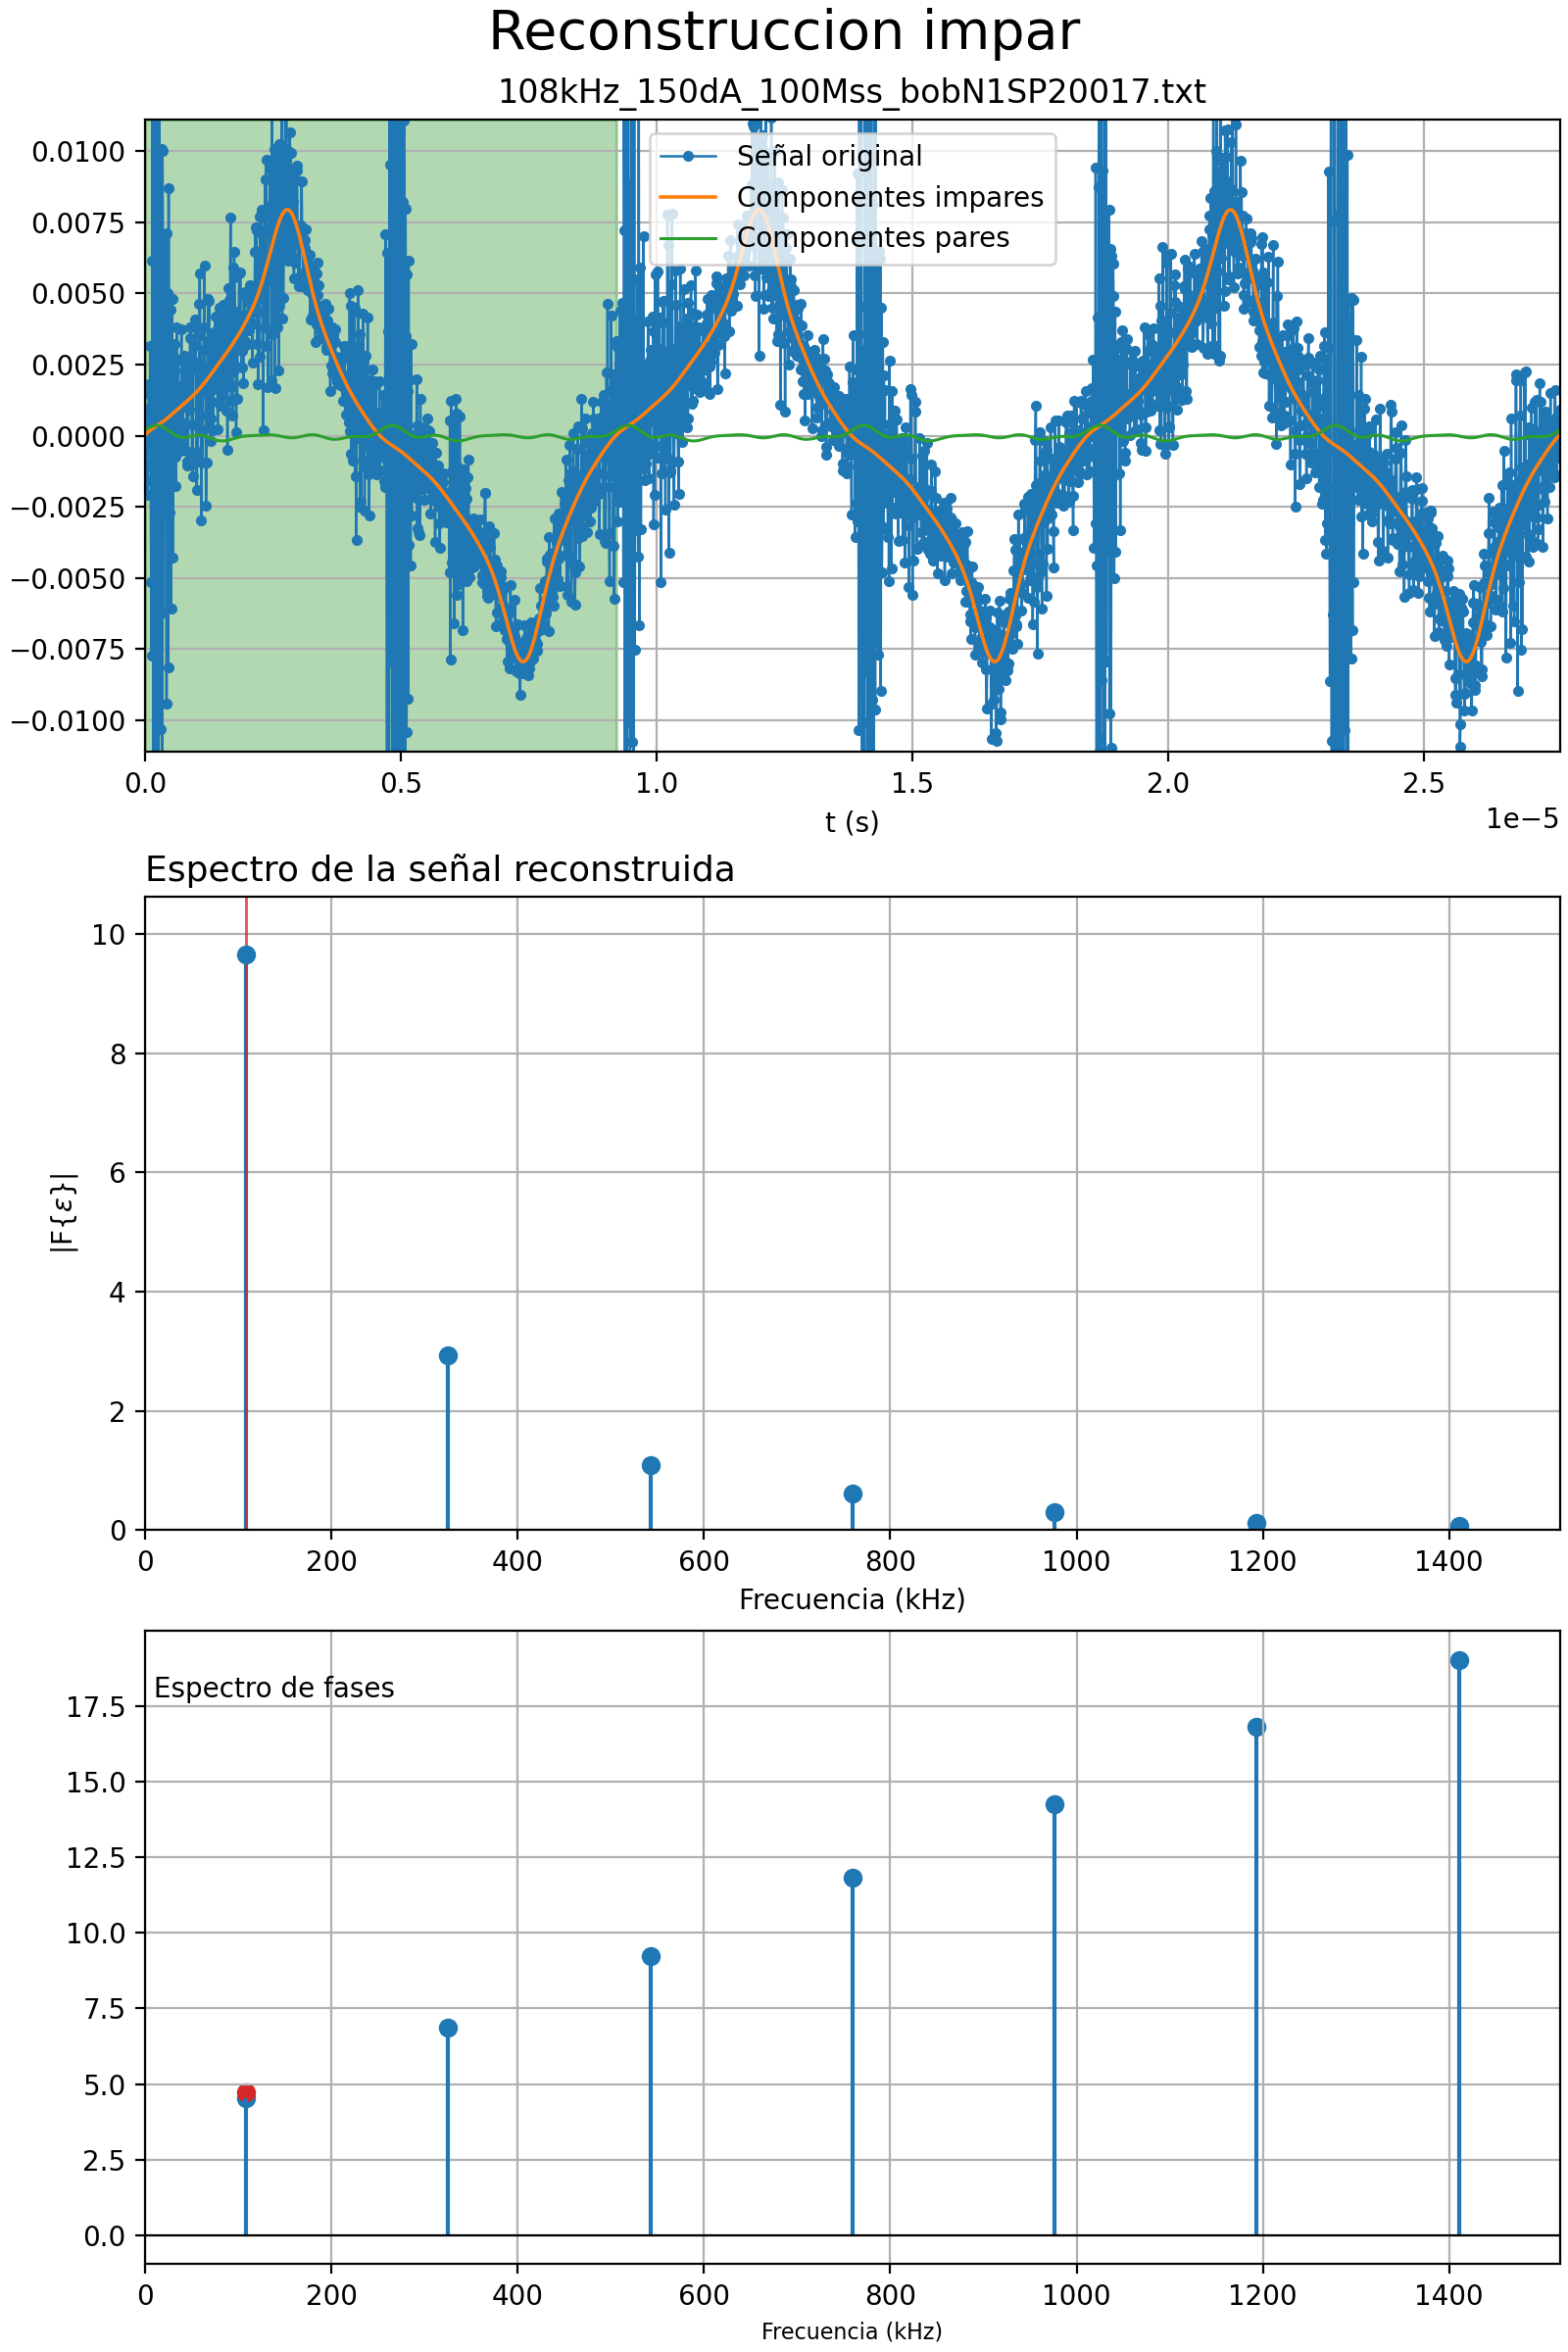 Reconstruccion impar
108kHz_150dA_100Mss_bobN1SP20017.txt
0.0100
0.0075
0.0050
0.0025
0.0000
−0.0025
−0.0050
−0.0075
−0.0100
Señal original
Componentes impares
Componentes pares
0.0 0.5 1.0 1.5 2.0 2.5
t (s)
1e−5
Espectro de la señal reconstruida
10
8
6
4
2
0
|F{ε}|
0 200 400 600 800 1000 1200 1400
Frecuencia (kHz)
Espectro de fases
17.5
15.0
12.5
10.0
7.5
5.0
2.5
0.0
0 200 400 600 800 1000 1200 1400
Frecuencia (kHz)